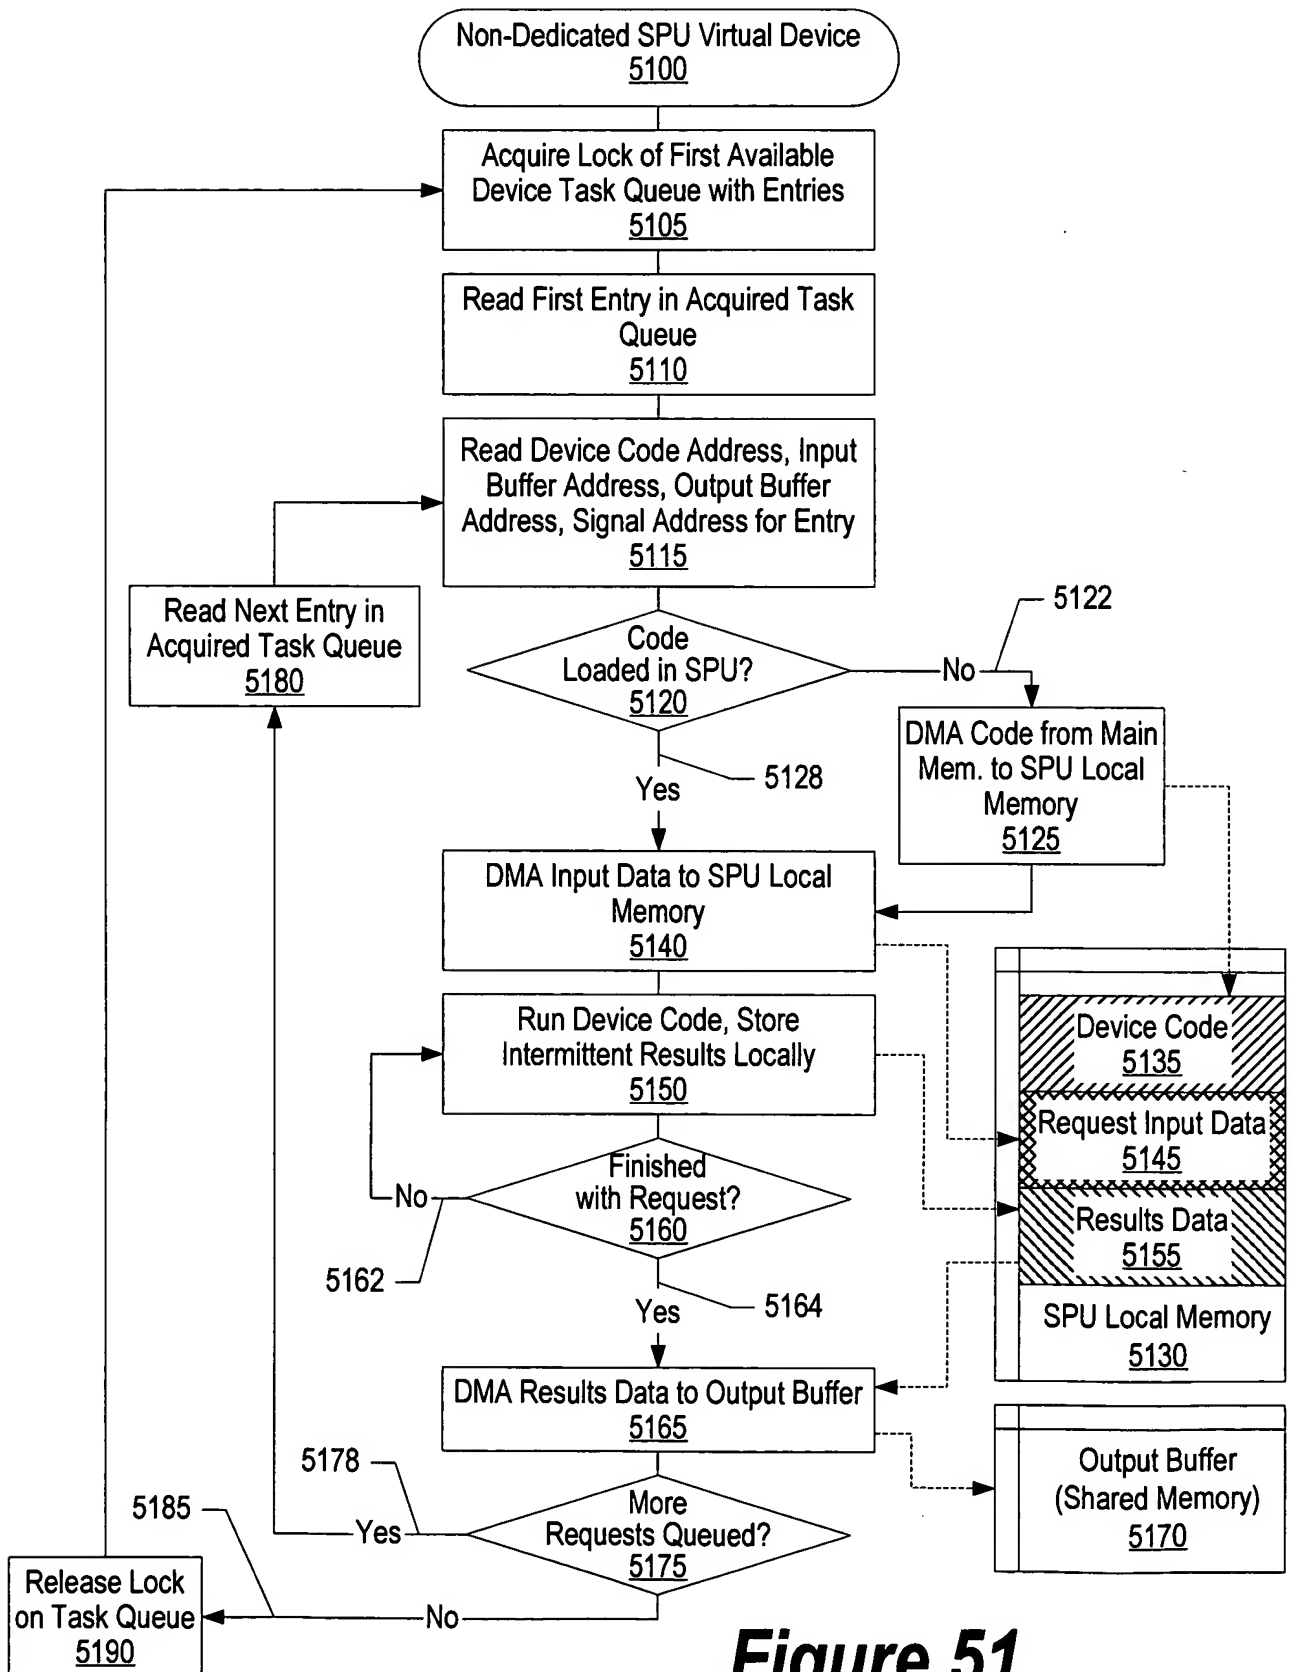 Non-Dedicated SPU Virtual Device
5100
Acquire Lock of First Available
Device Task Queue with Entries
5105
Read First Entry in Acquired Task
Queue
5110
Read Device Code Address, Input
Buffer Address, Output Buffer
Address, Signal Address for Entry
5115
Read Next Entry in
Acquired Task Queue
5180
Code
Loaded in SPU?
5120
No
5122
DMA Code from Main
Mem. to SPU Local
Memory
5125
5128
Yes
DMA Input Data to SPU Local
Memory
5140
Run Device Code, Store
Intermittent Results Locally
5150
Device Code
5135
Request Input Data
5145
Results Data
5155
SPU Local Memory
5130
Finished
with Request?
5160
No
5162
5164
Yes
DMA Results Data to Output Buffer
5165
Output Buffer
(Shared Memory)
5170
5178
5185
More
Requests Queued?
5175
Yes
No
Release Lock
on Task Queue
5190
Figure 51